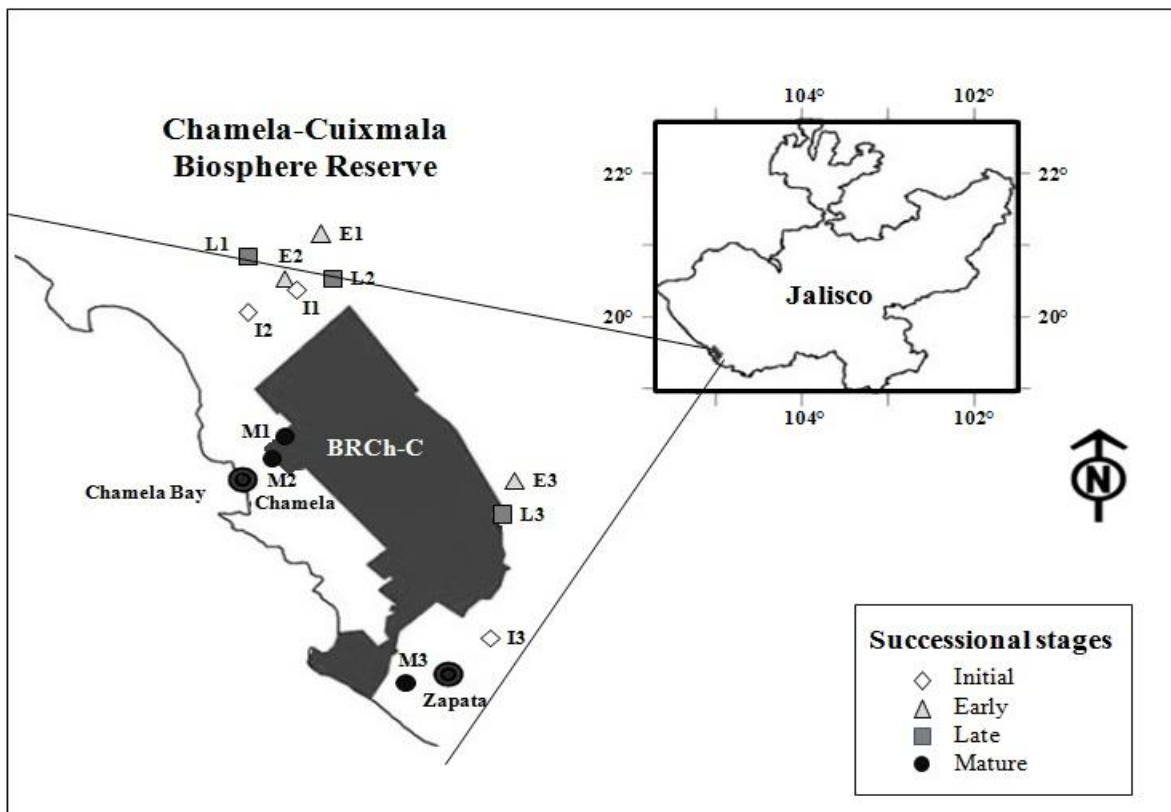 Chamela-Cuixmala
Biosphere Reserve
104°
102°
22°
22°
Jalisco
20°
20°
104°
102°
E1
L1
E2
L2
I1
I2
M1
BRCh-C
M2
Chamela Bay
Chamela
E3
L3
I3
M3
Zapata
N
Successional stages
Initial
Early
Late
Mature